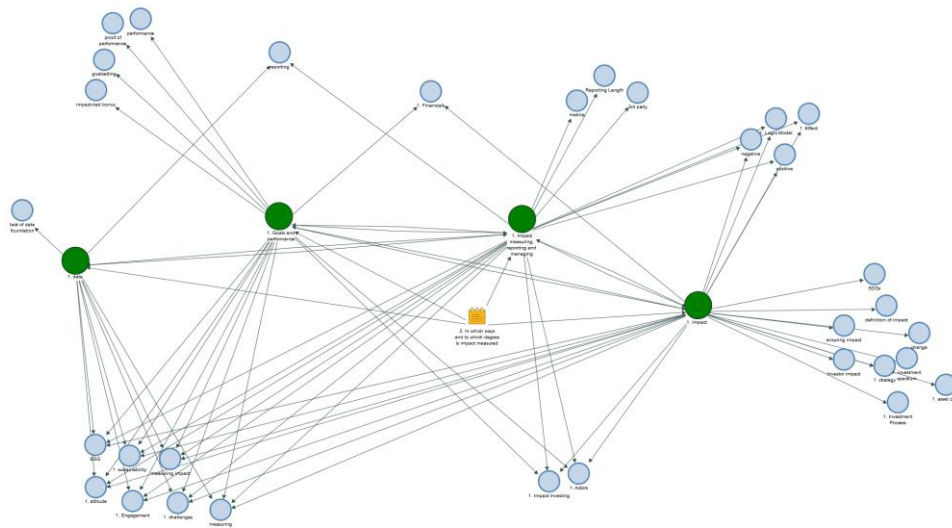 proof of
performance
performance
goalsetting
impact-tied bonus
reporting
1. Financials
Reporting Length
metrics
3rd party
1. Effect
Logic Model
negative
positive
lack of data
foundation
1. data
1. Goals and
performance
1. Impact
measuring,
reporting and
managing
2. In which ways
and to which degree
is impact measured
1. Impact
SDGs
definition of impact
ensuring impact
change
Investor impact
1. strategy
investment
spectrum
1. asset
1. Investment
Process
ESG
1. sustainability
measuring impact
1. attitude
1. Engagement
1. challenges
measuring
1. Impact Investing
1. Actors